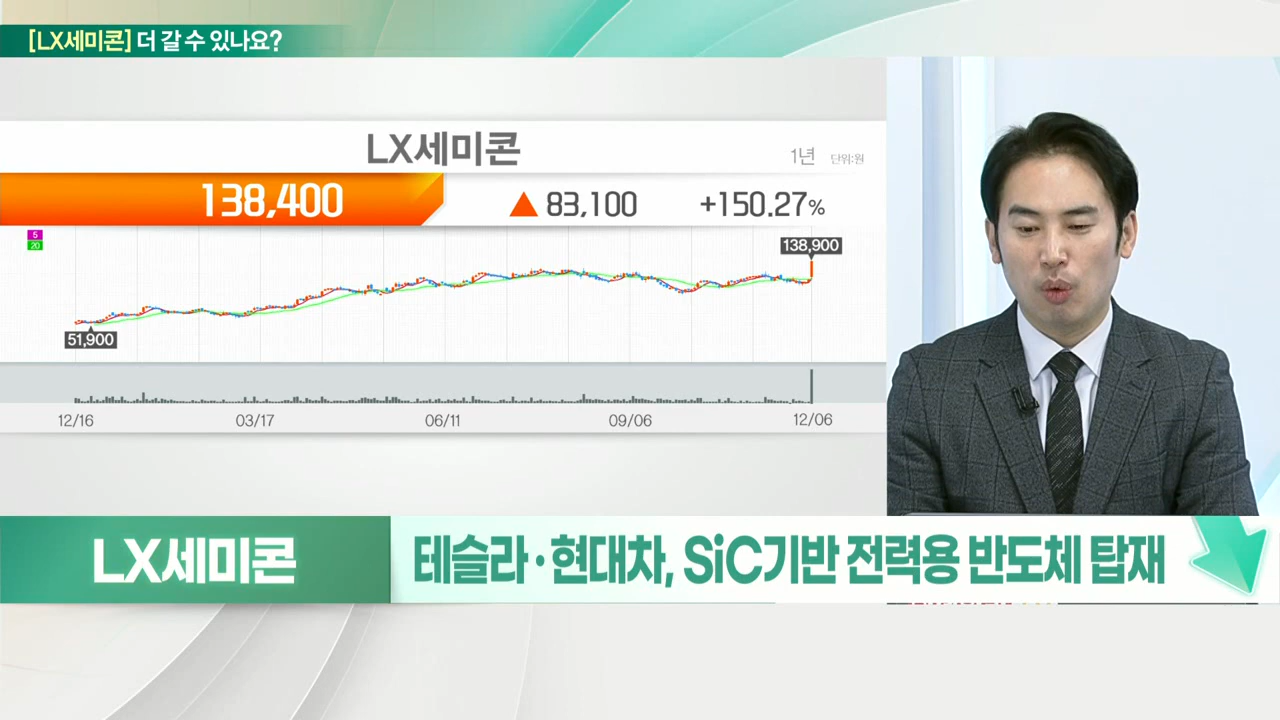 [LX세미콘] 더 갈 수 있나요?
LX세미콘
1년 단위:원
138,400 ▲ 83,100 +150.27%
5
20
138,900
51,900
12/16 03/17 06/11 09/06 12/06
LX세미콘 테슬라·현대차, SiC기반 전력용 반도체 탑재